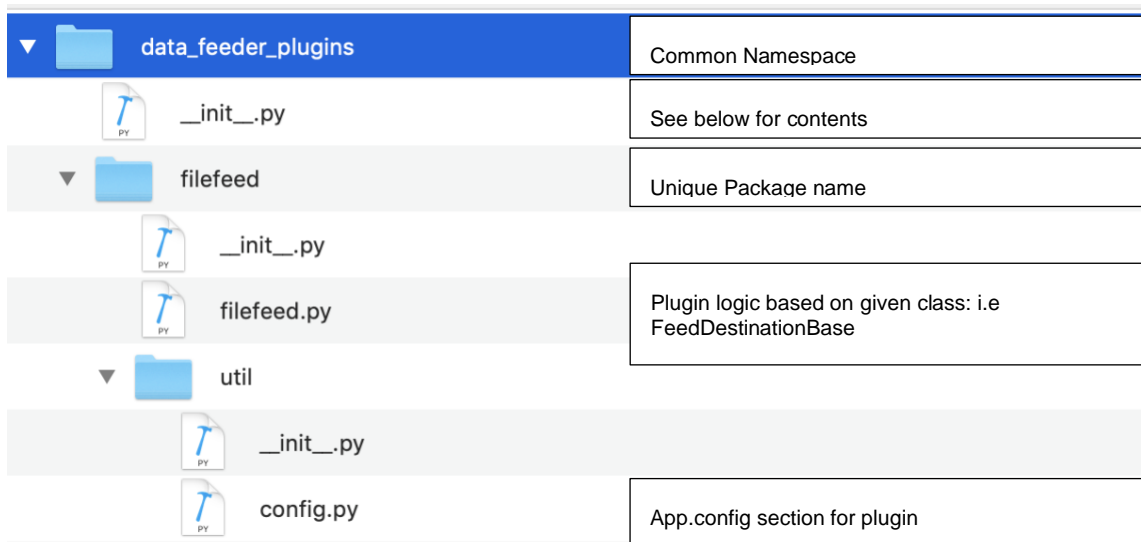 data_feeder_plugins
Common Namespace
PY
__init__.py
See below for contents
filefeed
Unique Package name
PY
__init__.py
PY
filefeed.py
Plugin logic based on given class: i.e
FeedDestinationBase
util
PY
__init__.py
PY
config.py
App.config section for plugin